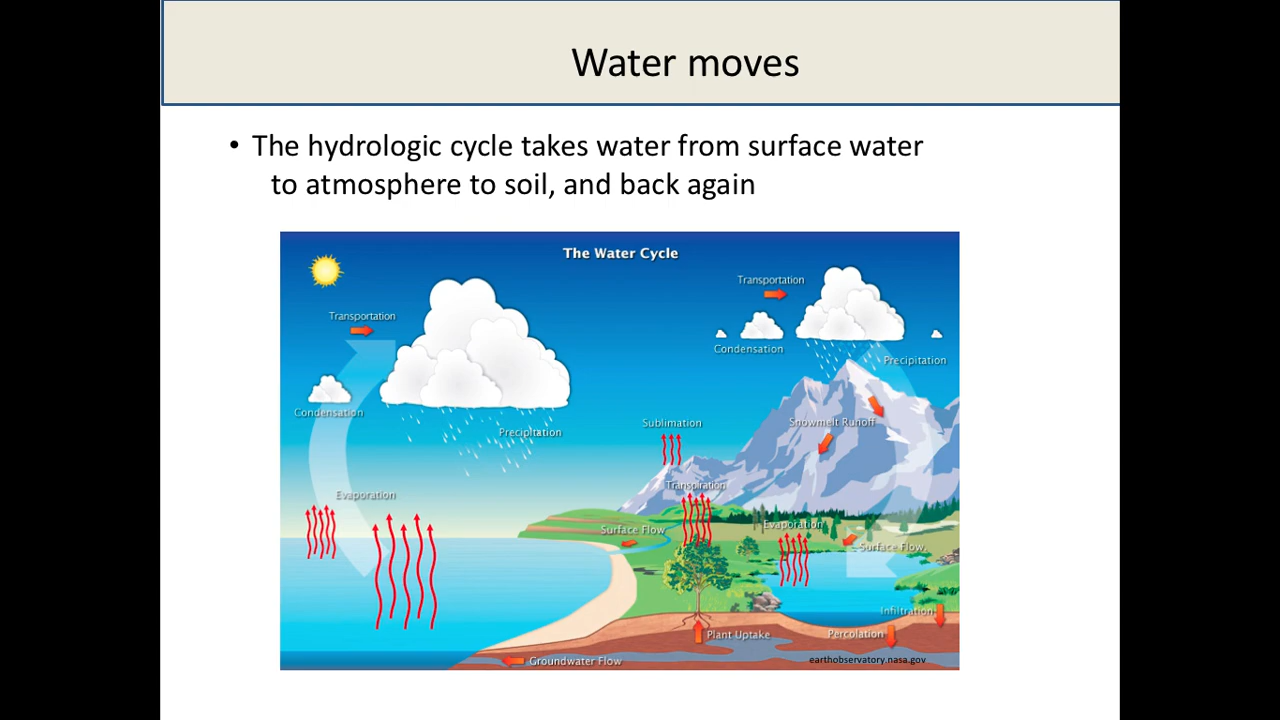 Water moves
• The hydrologic cycle takes water from surface water
to atmosphere to soil, and back again
The Water Cycle
Transportation
Transportation
Condensation
Precipitation
Condensation
Sublimation
Snowmelt Runoff
Precipitation
Transpiration
Evaporation
Evaporation
Surface Flow
Surface Flow
Infiltration
Plant Uptake
Percolation
Groundwater Flow
earthobservatory.nasa.gov